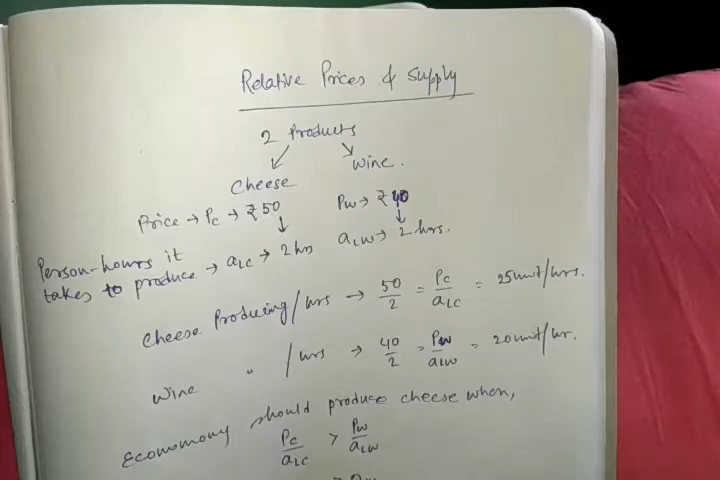 Relative Prices & Supply
2 Products
Cheese
Wine.
Price → Pc → ₹50
Pw → ₹40
Person-hours it
takes to produce → aLC → 2 hrs
aLW → 2 hrs.
Cheese Producing/hrs → 50/2 = Pc/aLC = 25unit/hrs.
Wine " /hrs → 40/2 = Pw/aLW = 20unit/hr.
Economony should produce cheese when,
Pc/aLC > Pw/aLW